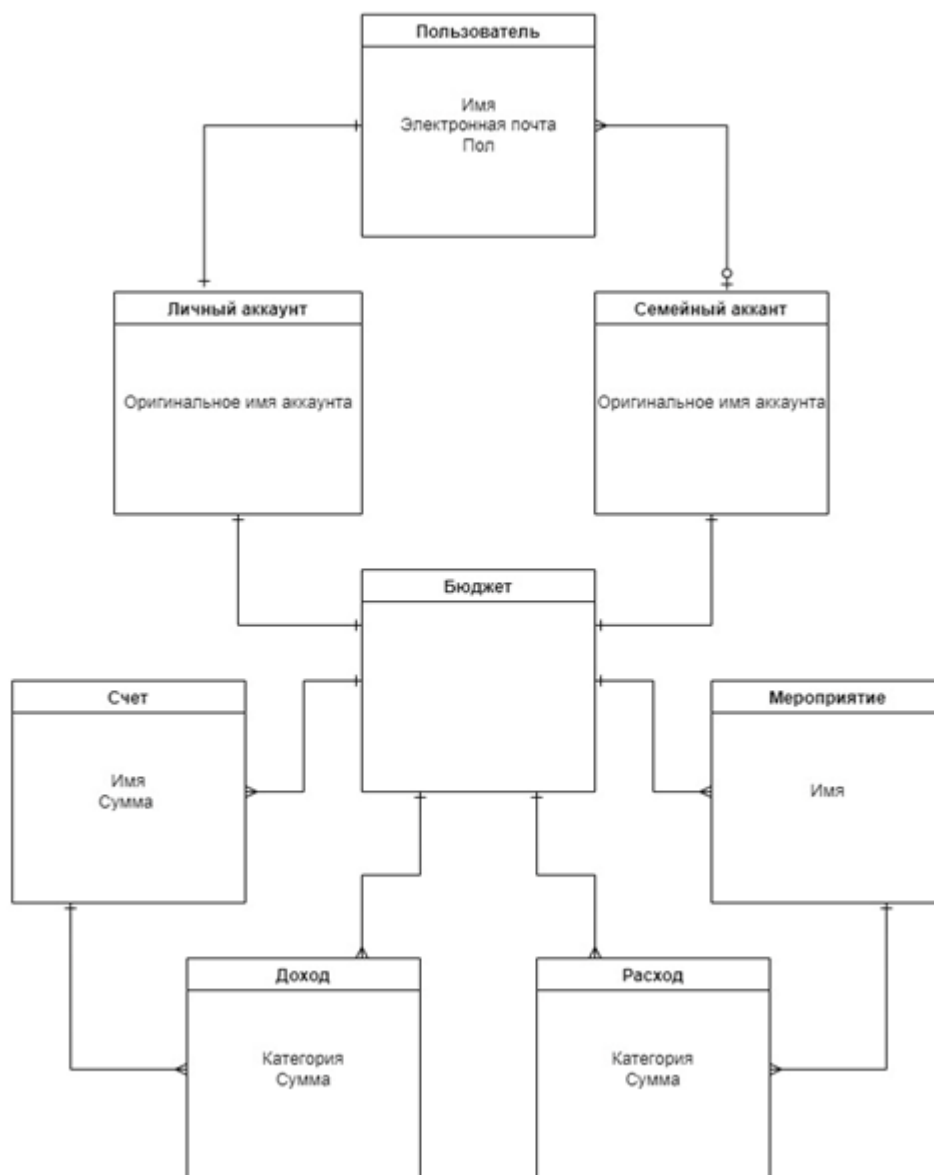 Пользователь
Имя
Электронная почта
Пол
Личный аккаунт
Оригинальное имя аккаунта
Семейный аккант
Оригинальное имя аккаунта
Бюджет
Счет
Имя
Сумма
Мероприятие
Имя
Доход
Категория
Сумма
Расход
Категория
Сумма